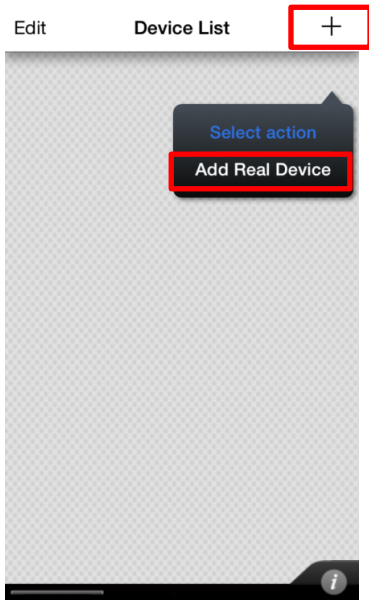 Edit Device List +
Select action
Add Real Device
i